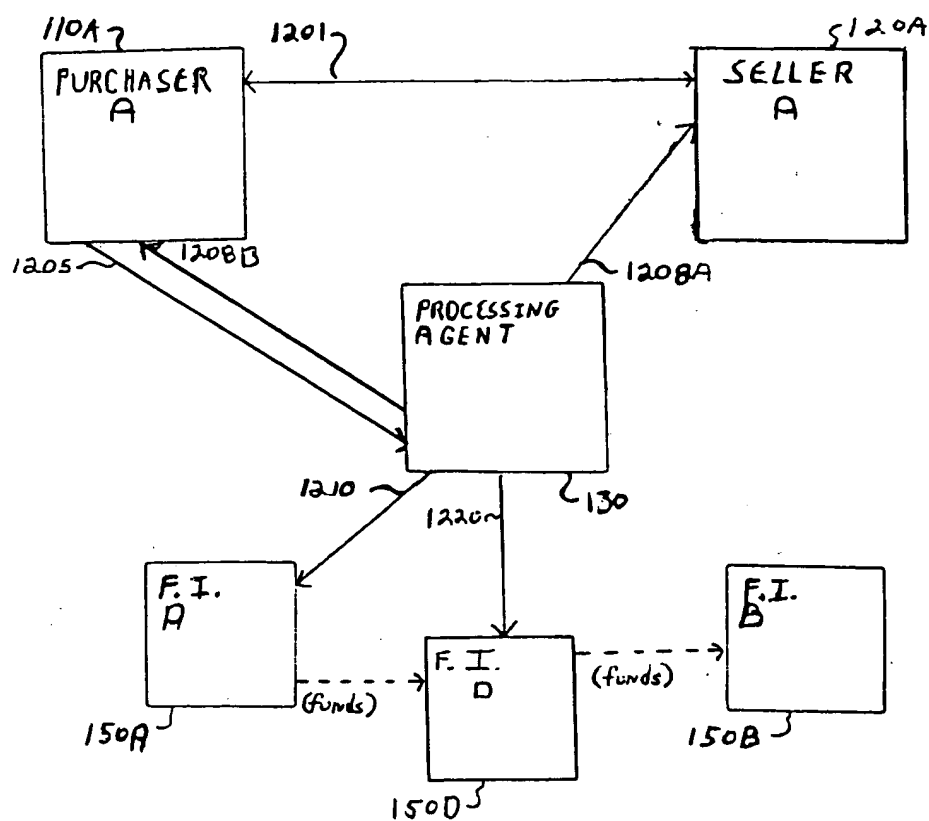 110A
1201
120A
PURCHASER
A
SELLER
A
1205
1208B
1208A
PROCESSING
AGENT
1210
1220
130
F. I.
A
F. I.
D
F. I.
B
(funds)
(funds)
150A
150D
150B